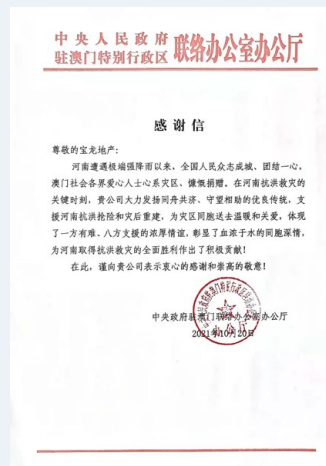 中央人民政府
驻澳门特别行政区
联络办公室办公厅
感谢信
尊敬的宝龙地产：
河南遭遇极端强降雨以来，全国人民众志成城、团结一心，
澳门社会各界爱心人士心系灾区、慷慨捐赠。在河南抗洪救灾的
关键时刻，贵公司大力发扬同舟共济、守望相助的优良传统，支
援河南抗洪抢险和灾后重建，为灾区同胞送去温暖和关爱，体现
了一方有难、八方支援的浓厚情谊，彰显了血浓于水的同胞深情，
为河南取得抗洪救灾的全面胜利作出了积极贡献！
在此，谨向贵公司表示衷心的感谢和崇高的敬意！
中央政府驻澳门联络办公室办公厅
2021年10月20日